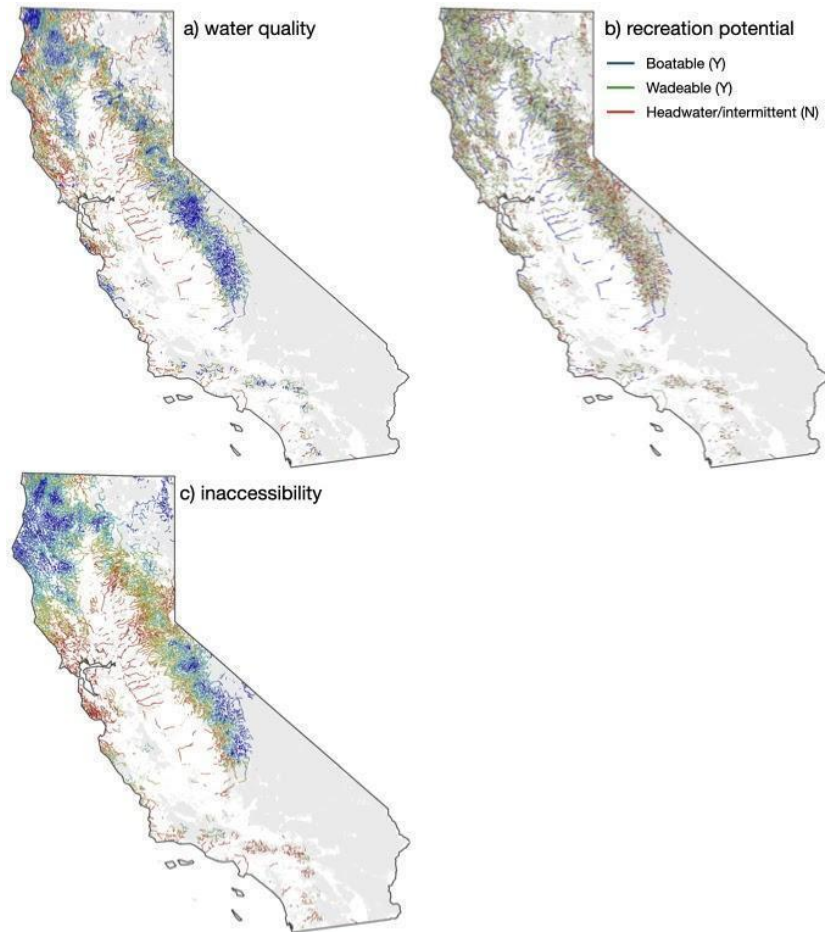 a) water quality
b) recreation potential
Boatable (Y)
Wadeable (Y)
Headwater/intermittent (N)
c) inaccessibility